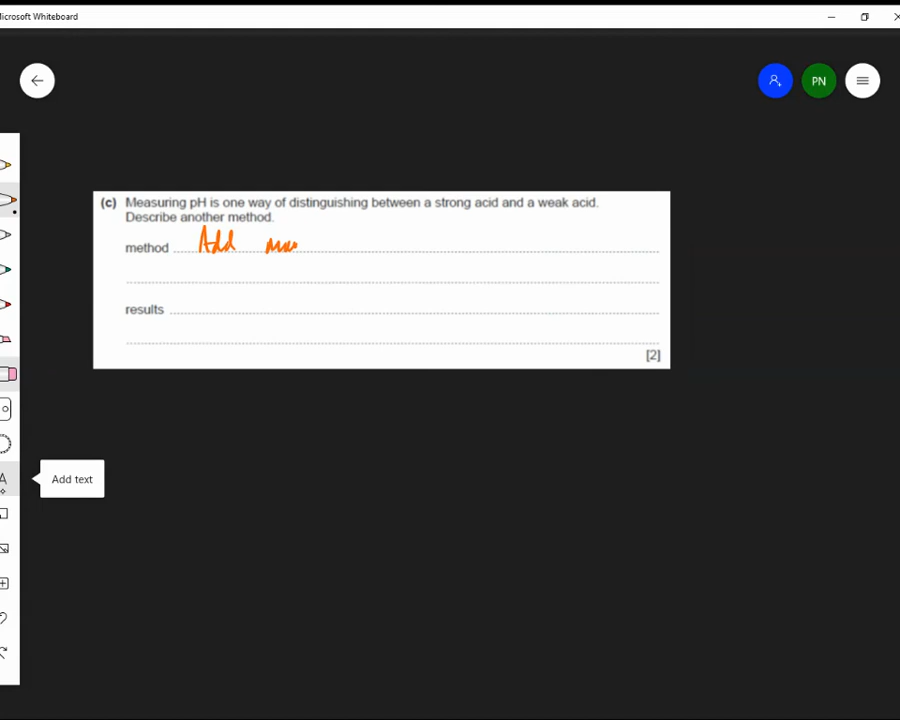 Microsoft Whiteboard
PN
(c) Measuring pH is one way of distinguishing between a strong acid and a weak acid.
Describe another method.
method Add
results
[2]
Add text